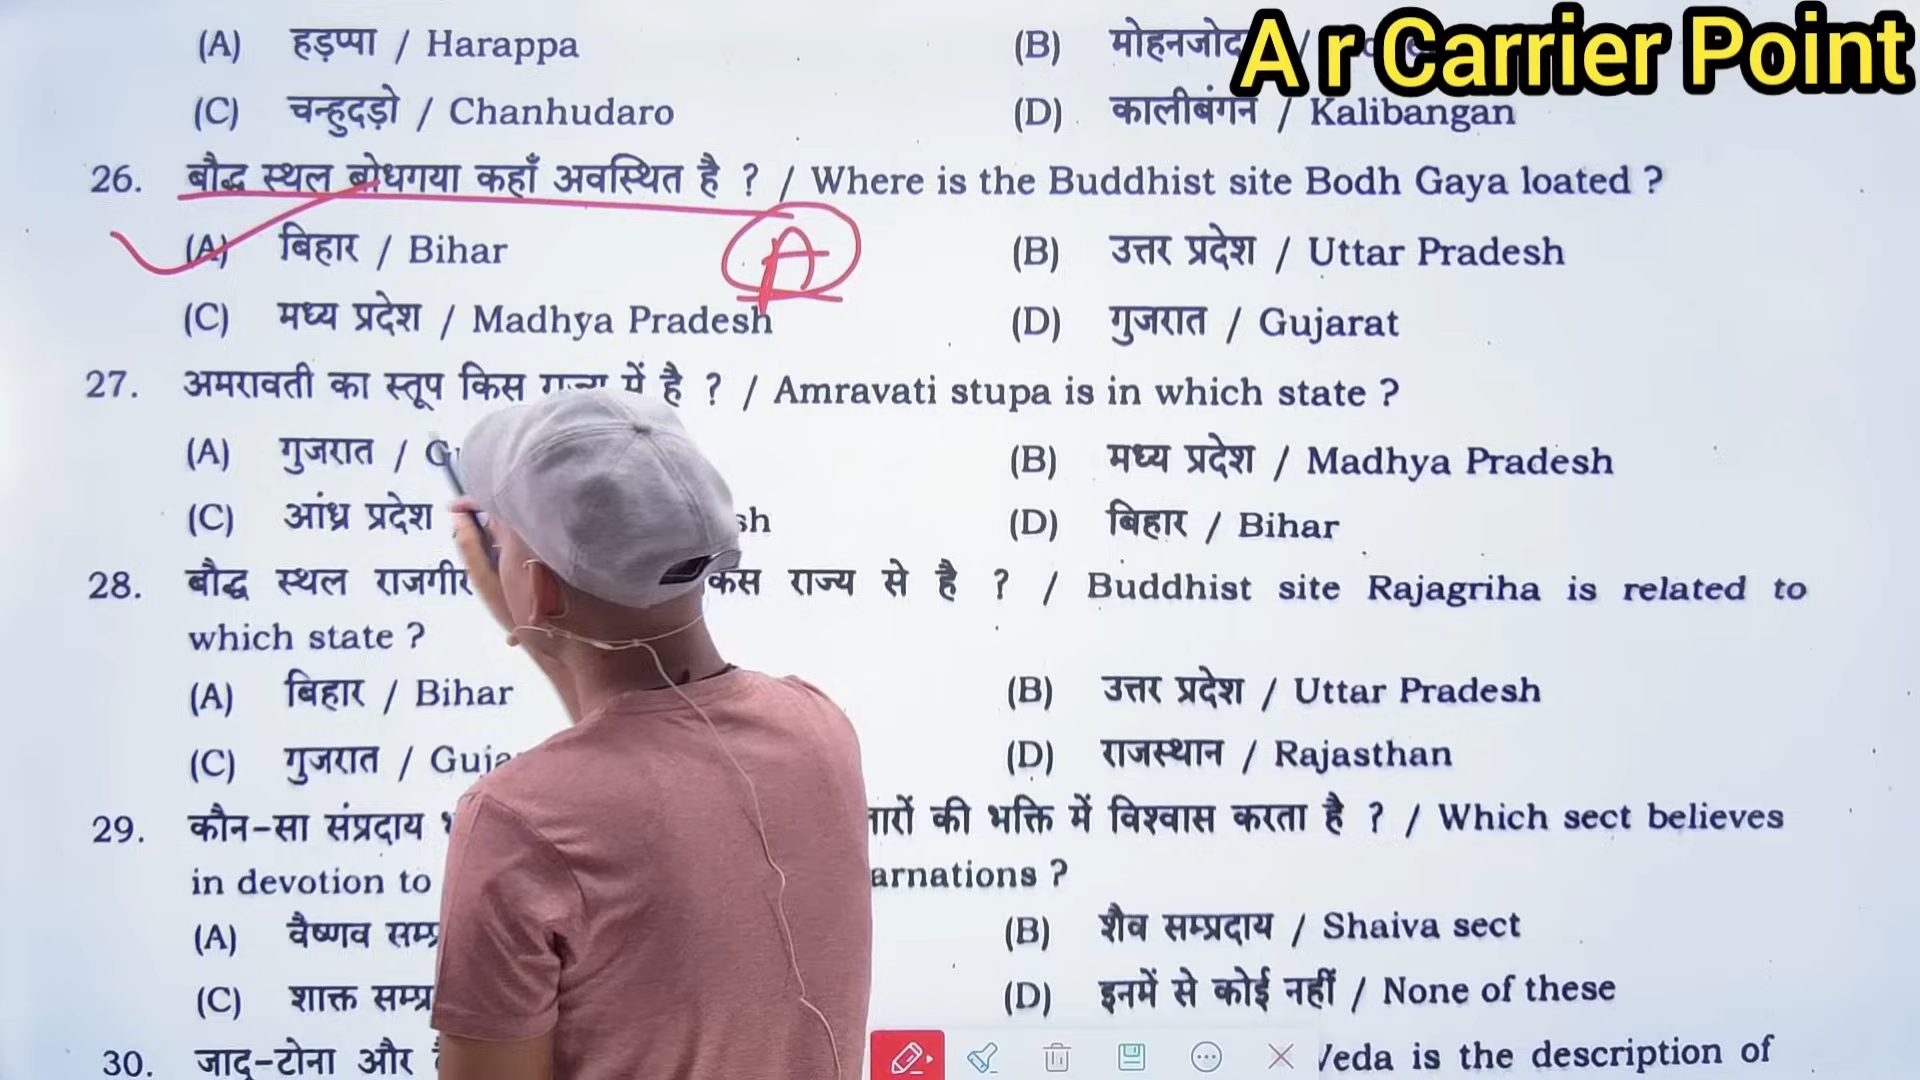 A r Carrier Point
(A) हड़प्पा / Harappa (B)
(C) चन्हुदड़ो / Chanhudaro (D) कालीबंगन / Kalibangan
26. बौद्ध स्थल बोधगया कहाँ अवस्थित है ? / Where is the Buddhist site Bodh Gaya loated ?
(A) बिहार / Bihar A (B) उत्तर प्रदेश / Uttar Pradesh
(C) मध्य प्रदेश / Madhya Pradesh (D) गुजरात / Gujarat
27. अमरावती का स्तूप किस राज्य में है ? / Amravati stupa is in which state ?
(A) गुजरात / (B) मध्य प्रदेश / Madhya Pradesh
(C) आंध्र प्रदेश (D) बिहार / Bihar
28. बौद्ध स्थल राजगीर राज्य से है ? / Buddhist site Rajagriha is related to
which state ?
(A) बिहार / Bihar (B) उत्तर प्रदेश / Uttar Pradesh
(C) गुजरात / (D) राजस्थान / Rajasthan
29. कौन-सा संप्रदाय की भक्ति में विश्वास करता है ? / Which sect believes
in devotion to ?
(A) वैष्णव (B) शैव सम्प्रदाय / Shaiva sect
(C) शाक्त (D) इनमें से कोई नहीं / None of these
30. जादू-टोना और Veda is the description of